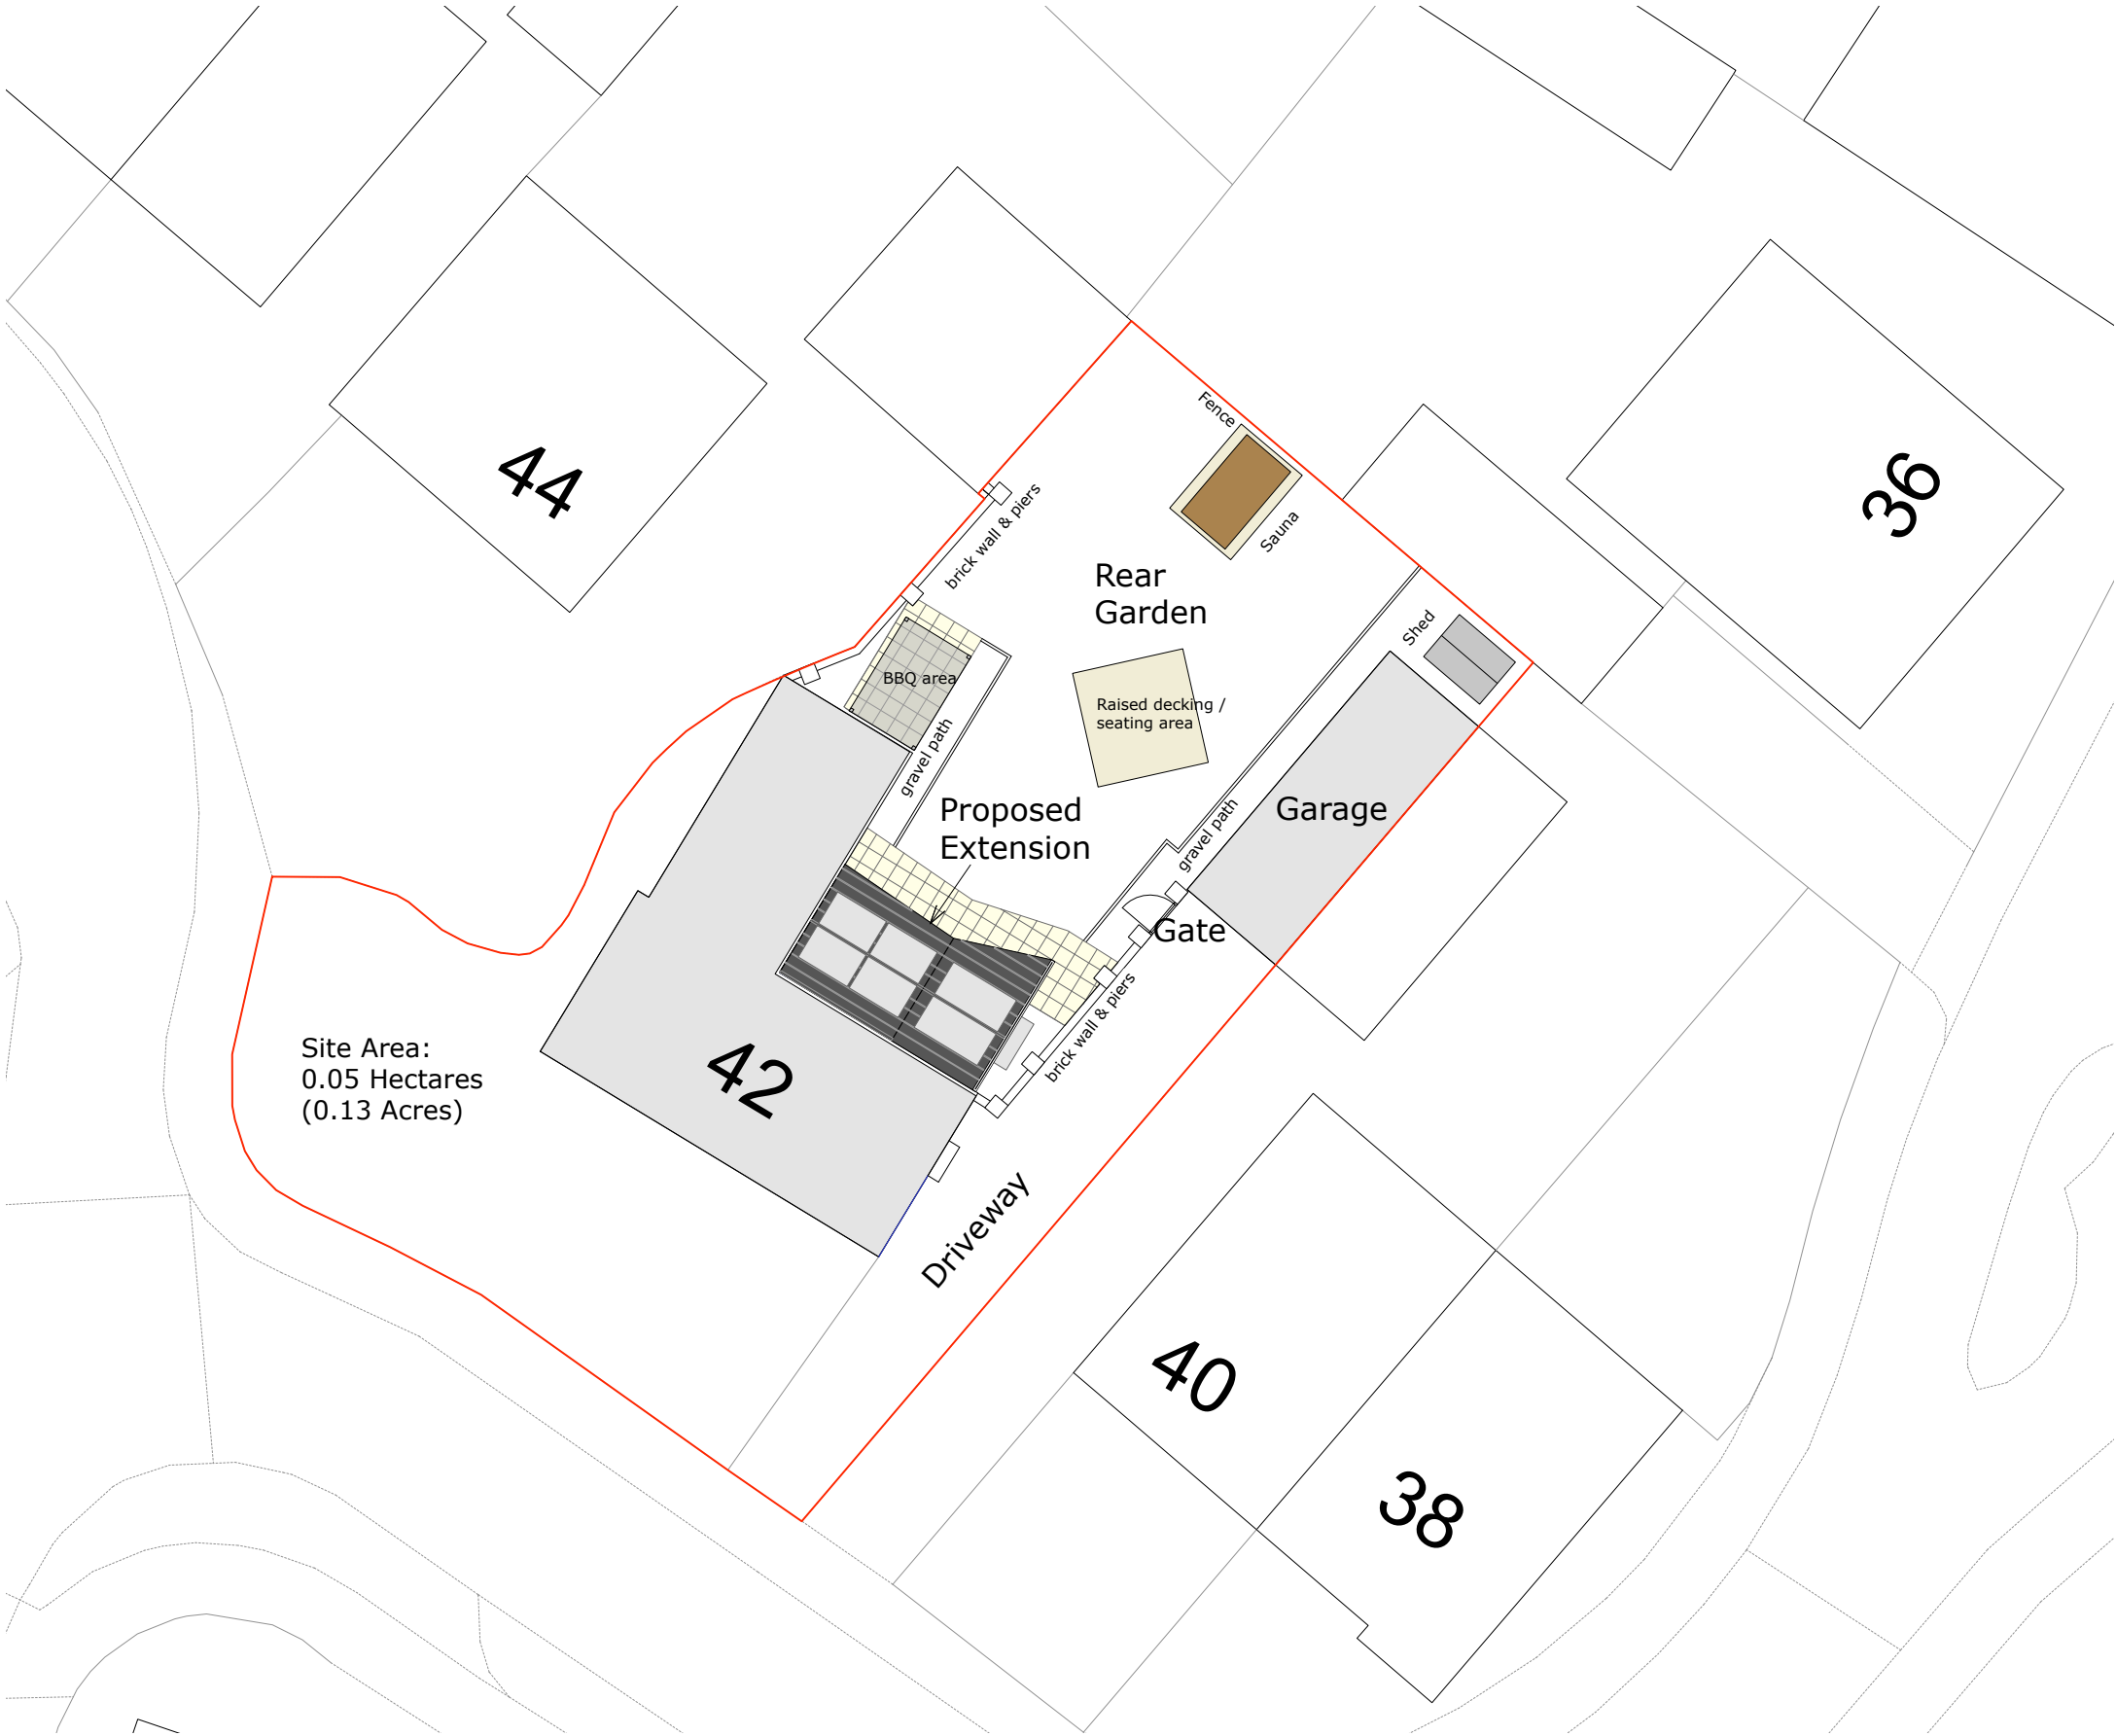 Fence
44
36
brick wall & piers
Sauna
Rear
Garden
Shed
BBQ area
Raised decking /
seating area
gravel path
Proposed
Extension
Garage
gravel path
Gate
brick wall & piers
Site Area:
0.05 Hectares
(0.13 Acres)
42
Driveway
40
38